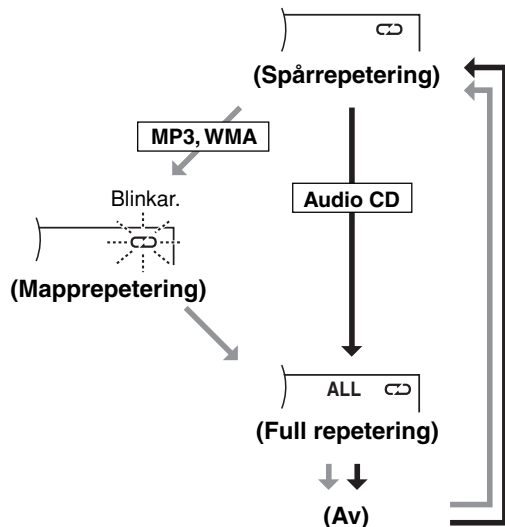 (Spårrepetering)
MP3, WMA
Audio CD
Blinkar.
(Mapprepetering)
ALL
(Full repetering)
(Av)